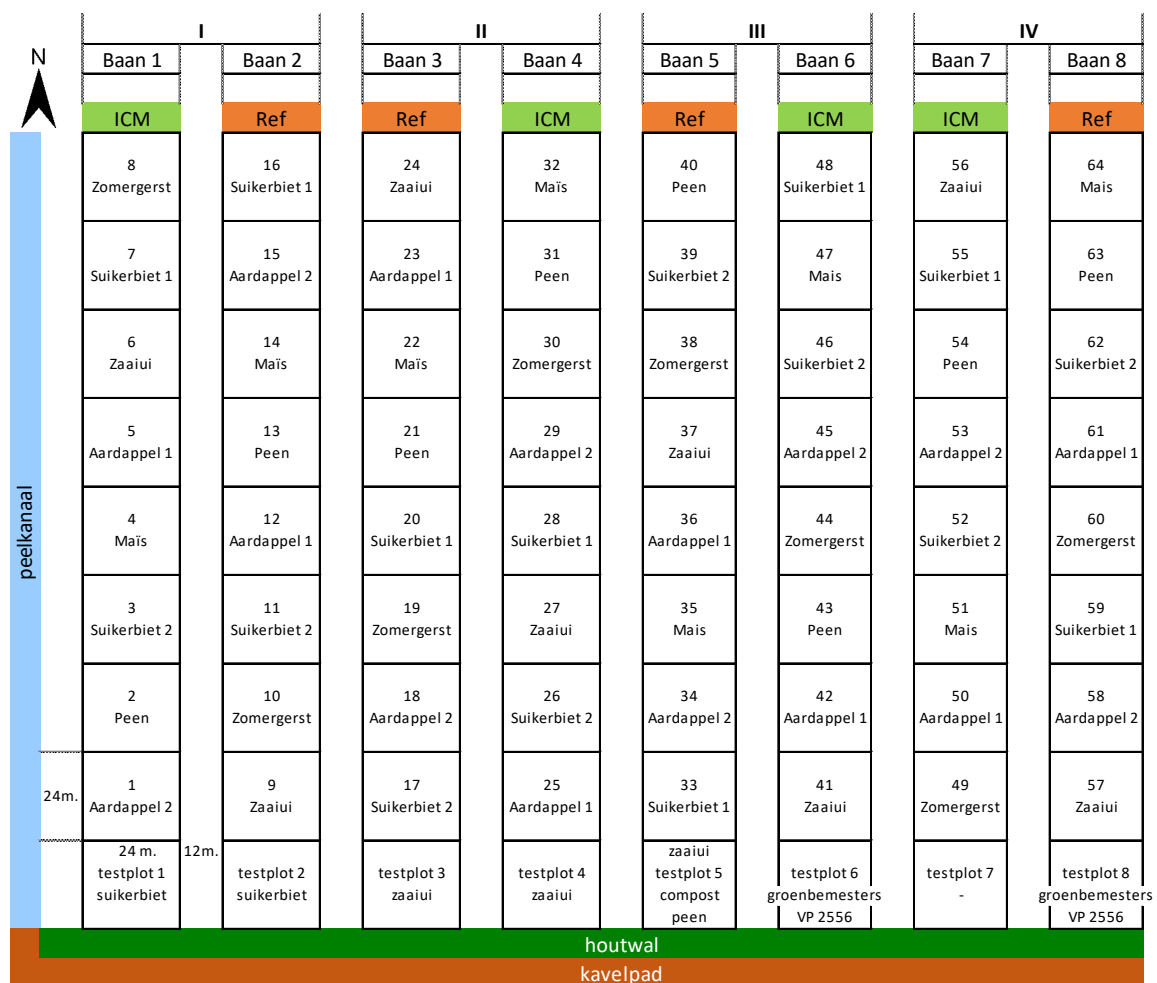 I II III IV
N
Baan 1 Baan 2 Baan 3 Baan 4 Baan 5 Baan 6 Baan 7 Baan 8
ICM Ref Ref ICM Ref ICM ICM Ref
8 16 24 32 40 48 56 64
Zomergerst Suikerbiet 1 Zaaiui Maïs Peen Suikerbiet 1 Zaaiui Mais
7 15 23 31 39 47 55 63
Suikerbiet 1 Aardappel 2 Aardappel 1 Peen Suikerbiet 2 Mais Suikerbiet 1 Peen
6 14 22 30 38 46 54 62
Zaaiui Maïs Maïs Zomergerst Zomergerst Suikerbiet 2 Peen Suikerbiet 2
5 13 21 29 37 45 53 61
Aardappel 1 Peen Peen Aardappel 2 Zaaiui Aardappel 2 Aardappel 2 Aardappel 1
4 12 20 28 36 44 52 60
Maïs Aardappel 1 Suikerbiet 1 Suikerbiet 1 Aardappel 1 Zomergerst Suikerbiet 2 Zomergerst
peelkanaal
3 11 19 27 35 43 51 59
Suikerbiet 2 Suikerbiet 2 Zomergerst Zaaiui Mais Peen Mais Suikerbiet 1
2 10 18 26 34 42 50 58
Peen Zomergerst Aardappel 2 Suikerbiet 2 Aardappel 2 Aardappel 1 Aardappel 1 Aardappel 2
24m.
1 9 17 25 33 41 49 57
Aardappel 2 Zaaiui Suikerbiet 2 Aardappel 1 Suikerbiet 1 Zaaiui Zomergerst Zaaiui
24 m. 12m. zaaiui
testplot 1 testplot 2 testplot 3 testplot 4 testplot 5 testplot 6 testplot 7 testplot 8
suikerbiet suikerbiet zaaiui zaaiui compost groenbemesters - groenbemesters
peen VP 2556 VP 2556
houtwal
kavelpad